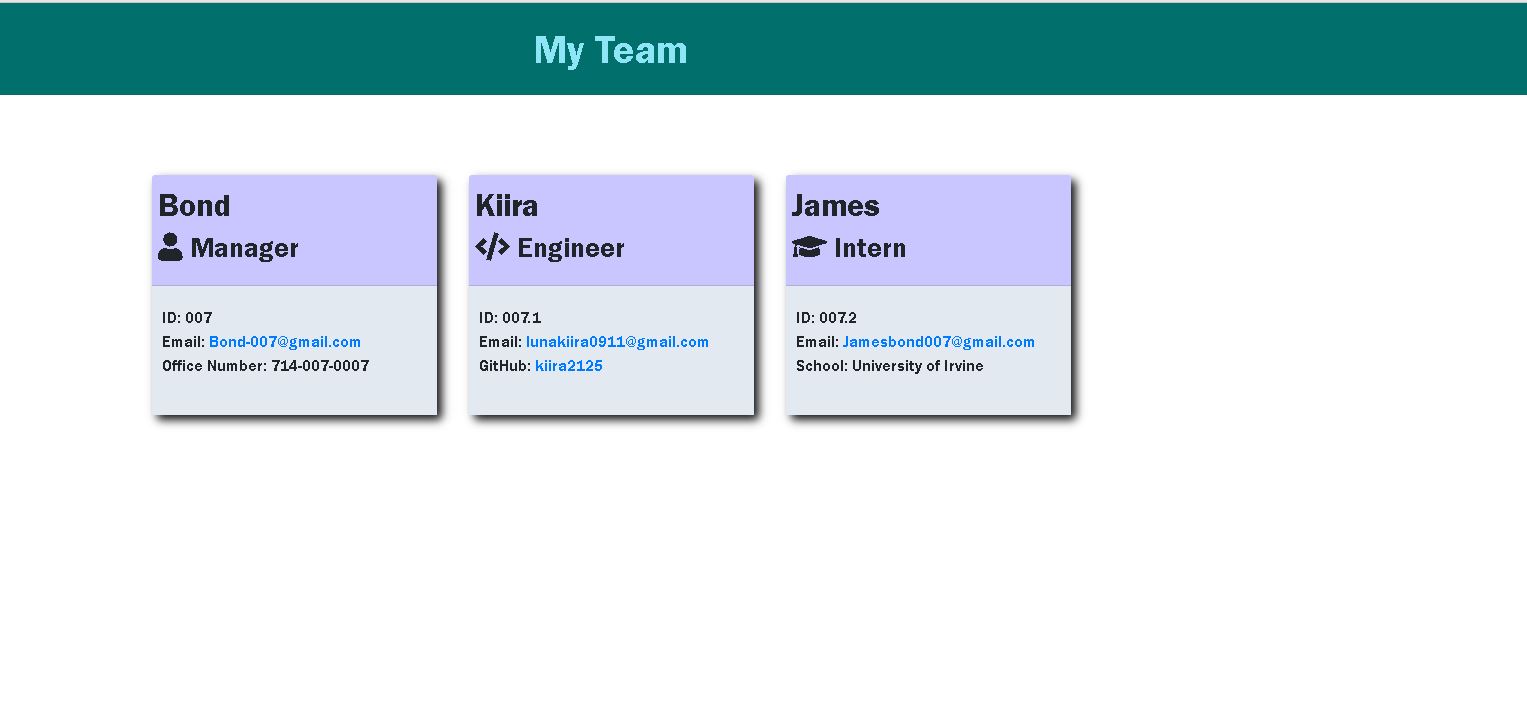 My Team
Bond
Manager
ID: 007
Email: Bond-007@gmail.com
Office Number: 714-007-0007
Kiira
Engineer
ID: 007.1
Email: lunakiira0911@gmail.com
GitHub: kiira2125
James
Intern
ID: 007.2
Email: Jamesbond007@gmail.com
School: University of Irvine